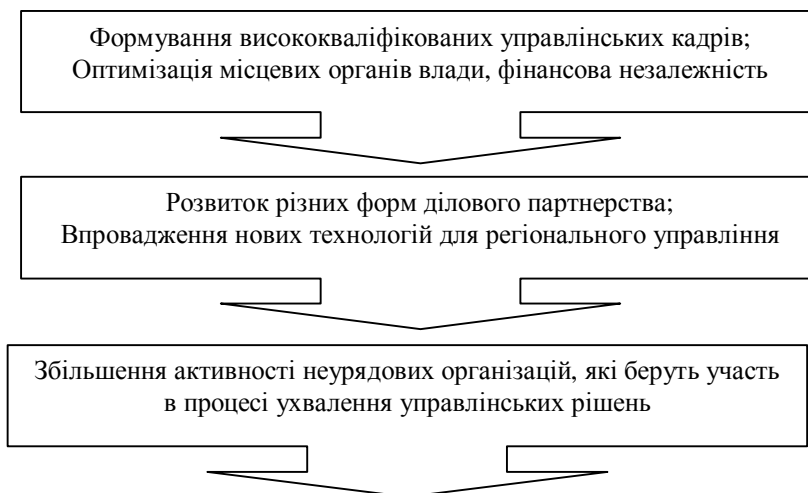 Формування висококваліфікованих управлінських кадрів;
Оптимізація місцевих органів влади, фінансова незалежність
Розвиток різних форм ділового партнерства;
Впровадження нових технологій для регіонального управління
Збільшення активності неурядових організацій, які беруть участь
в процесі ухвалення управлінських рішень